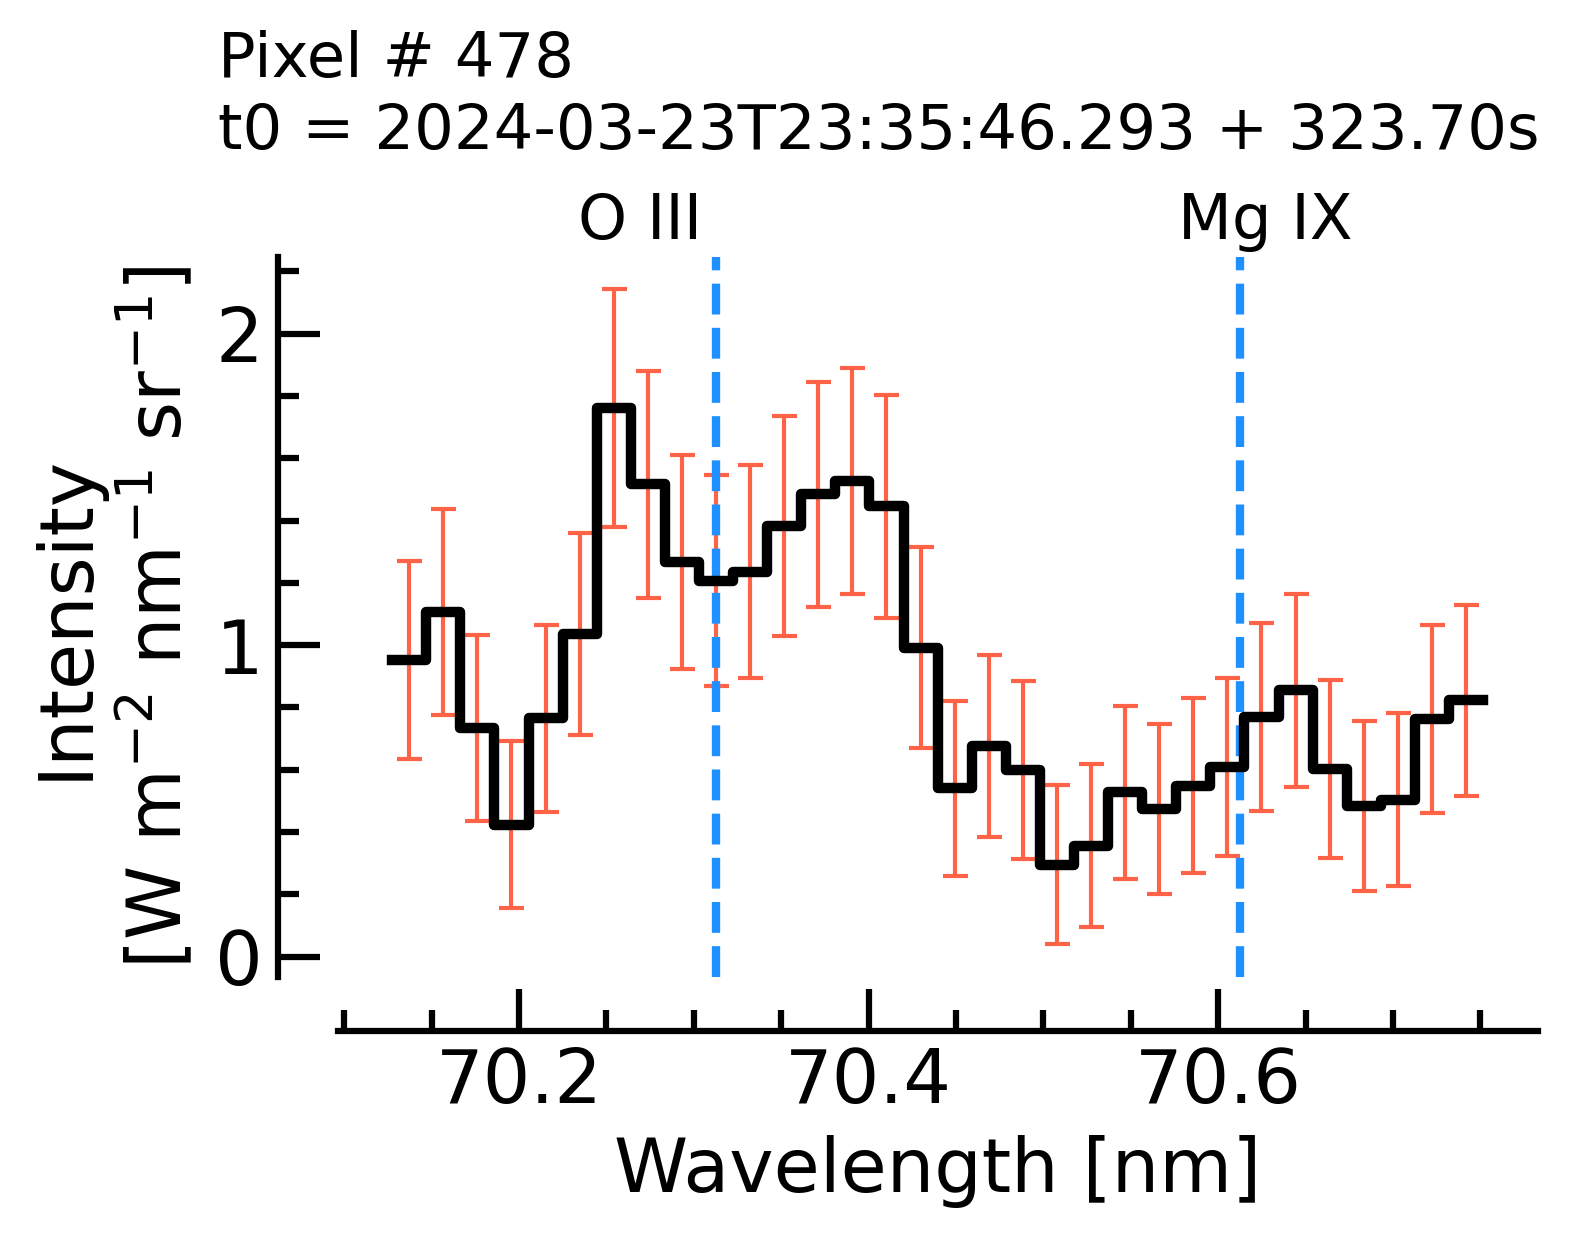 Pixel # 478
t0 = 2024-03-23T23:35:46.293 + 323.70s
O III
Mg IX
Intensity
[W m⁻² nm⁻¹ sr⁻¹]
2
1
0
70.2
70.4
70.6
Wavelength [nm]